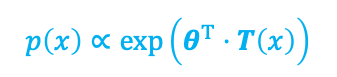 p(x) ∝ exp(θᵀ · T(x))